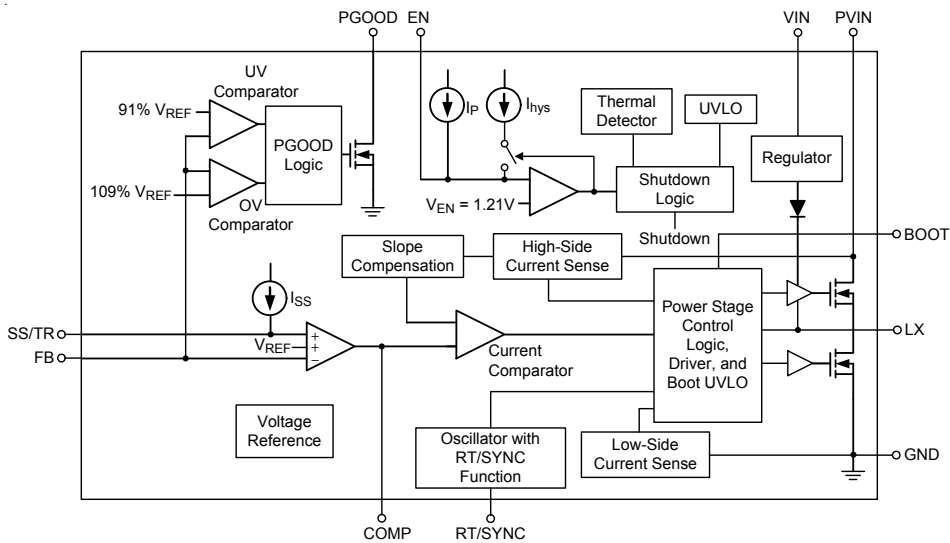 PGOOD EN VIN PVIN
UV
Comparator
91% VREF
PGOOD
Logic
109% VREF
OV
Comparator
IP
Ihys
Thermal
Detector
UVLO
Regulator
VEN = 1.21V
Shutdown
Logic
Shutdown
BOOT
Slope
Compensation
High-Side
Current Sense
ISS
Power Stage
Control
Logic,
Driver, and
Boot UVLO
SS/TR
LX
+
VREF
+
FB
−
Current
Comparator
Voltage
Reference
Oscillator with
RT/SYNC
Function
Low-Side
Current Sense
GND
COMP RT/SYNC